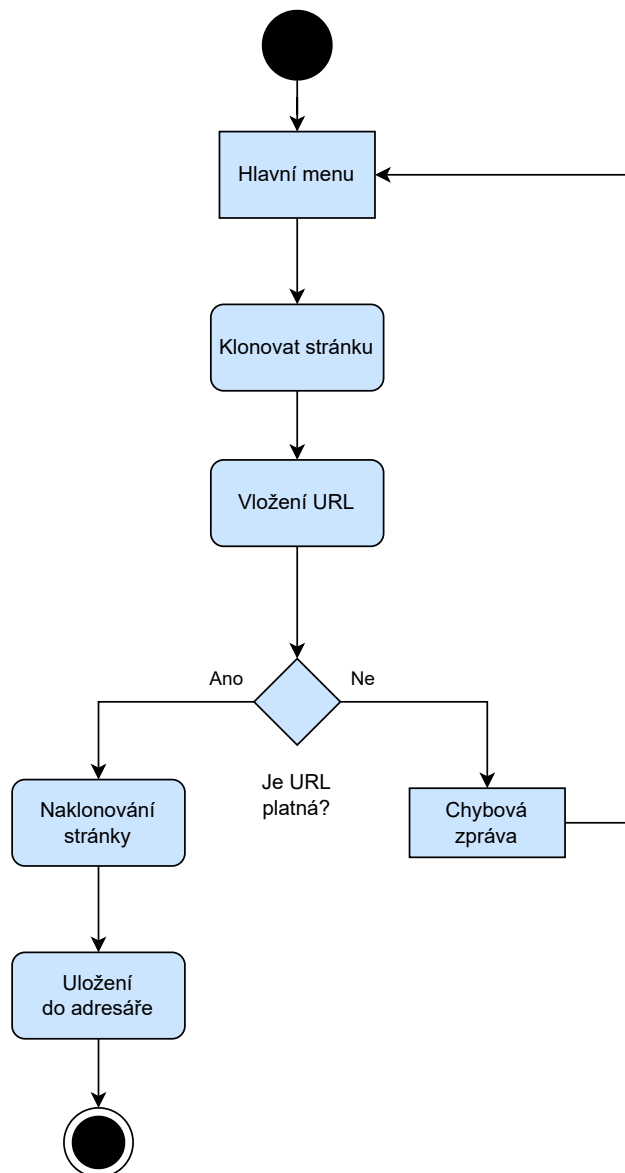 Hlavní menu
Klonovat stránku
Vložení URL
Ano
Ne
Je URL
platná?
Naklonování
stránky
Chybová
zpráva
Uložení
do adresáře